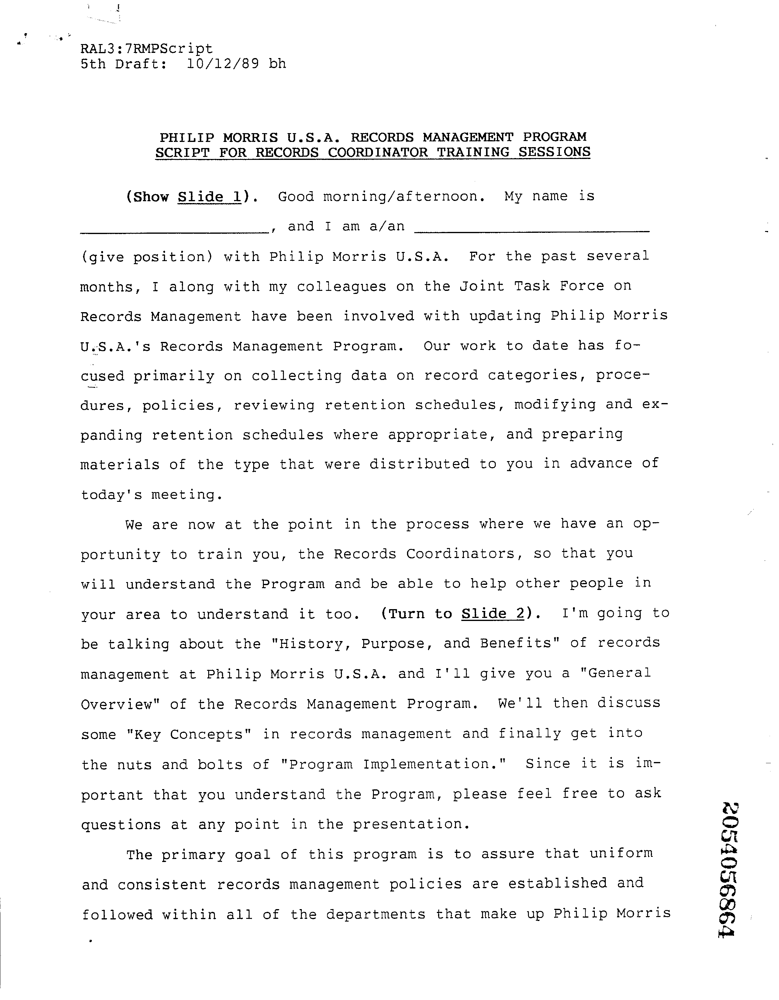 RAL3:7RMPScript
5th Draft:  10/12/89 bh
PHILIP MORRIS U.S.A. RECORDS MANAGEMENT PROGRAM
SCRIPT FOR RECORDS COORDINATOR TRAINING SESSIONS
(Show Slide 1).  Good morning/afternoon.  My name is
____________________, and I am a/an _________________________
(give position) with Philip Morris U.S.A.  For the past several
months, I along with my colleagues on the Joint Task Force on
Records Management have been involved with updating Philip Morris
U.S.A.'s Records Management Program.  Our work to date has fo-
cused primarily on collecting data on record categories, proce-
dures, policies, reviewing retention schedules, modifying and ex-
panding retention schedules where appropriate, and preparing
materials of the type that were distributed to you in advance of
today's meeting.
We are now at the point in the process where we have an op-
portunity to train you, the Records Coordinators, so that you
will understand the Program and be able to help other people in
your area to understand it too.  (Turn to Slide 2).  I'm going to
be talking about the "History, Purpose, and Benefits" of records
management at Philip Morris U.S.A. and I'll give you a "General
Overview" of the Records Management Program.  We'll then discuss
some "Key Concepts" in records management and finally get into
the nuts and bolts of "Program Implementation."  Since it is im-
portant that you understand the Program, please feel free to ask
questions at any point in the presentation.
The primary goal of this program is to assure that uniform
and consistent records management policies are established and
followed within all of the departments that make up Philip Morris
2054056864